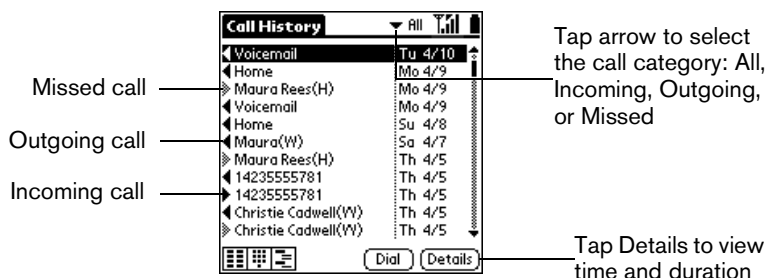 Call History All
Voicemail Tu 4/10
Home Mo 4/9
Maura Rees(H) Mo 4/9
Voicemail Mo 4/9
Home Su 4/8
Maura(W) Sa 4/7
Maura Rees(H) Th 4/5
14235555781 Th 4/5
14235555781 Th 4/5
Christie Cadwell(W) Th 4/5
Christie Cadwell(W) Th 4/5
Dial Details
Missed call
Outgoing call
Incoming call
Tap arrow to select
the call category: All,
Incoming, Outgoing,
or Missed
Tap Details to view
time and duration